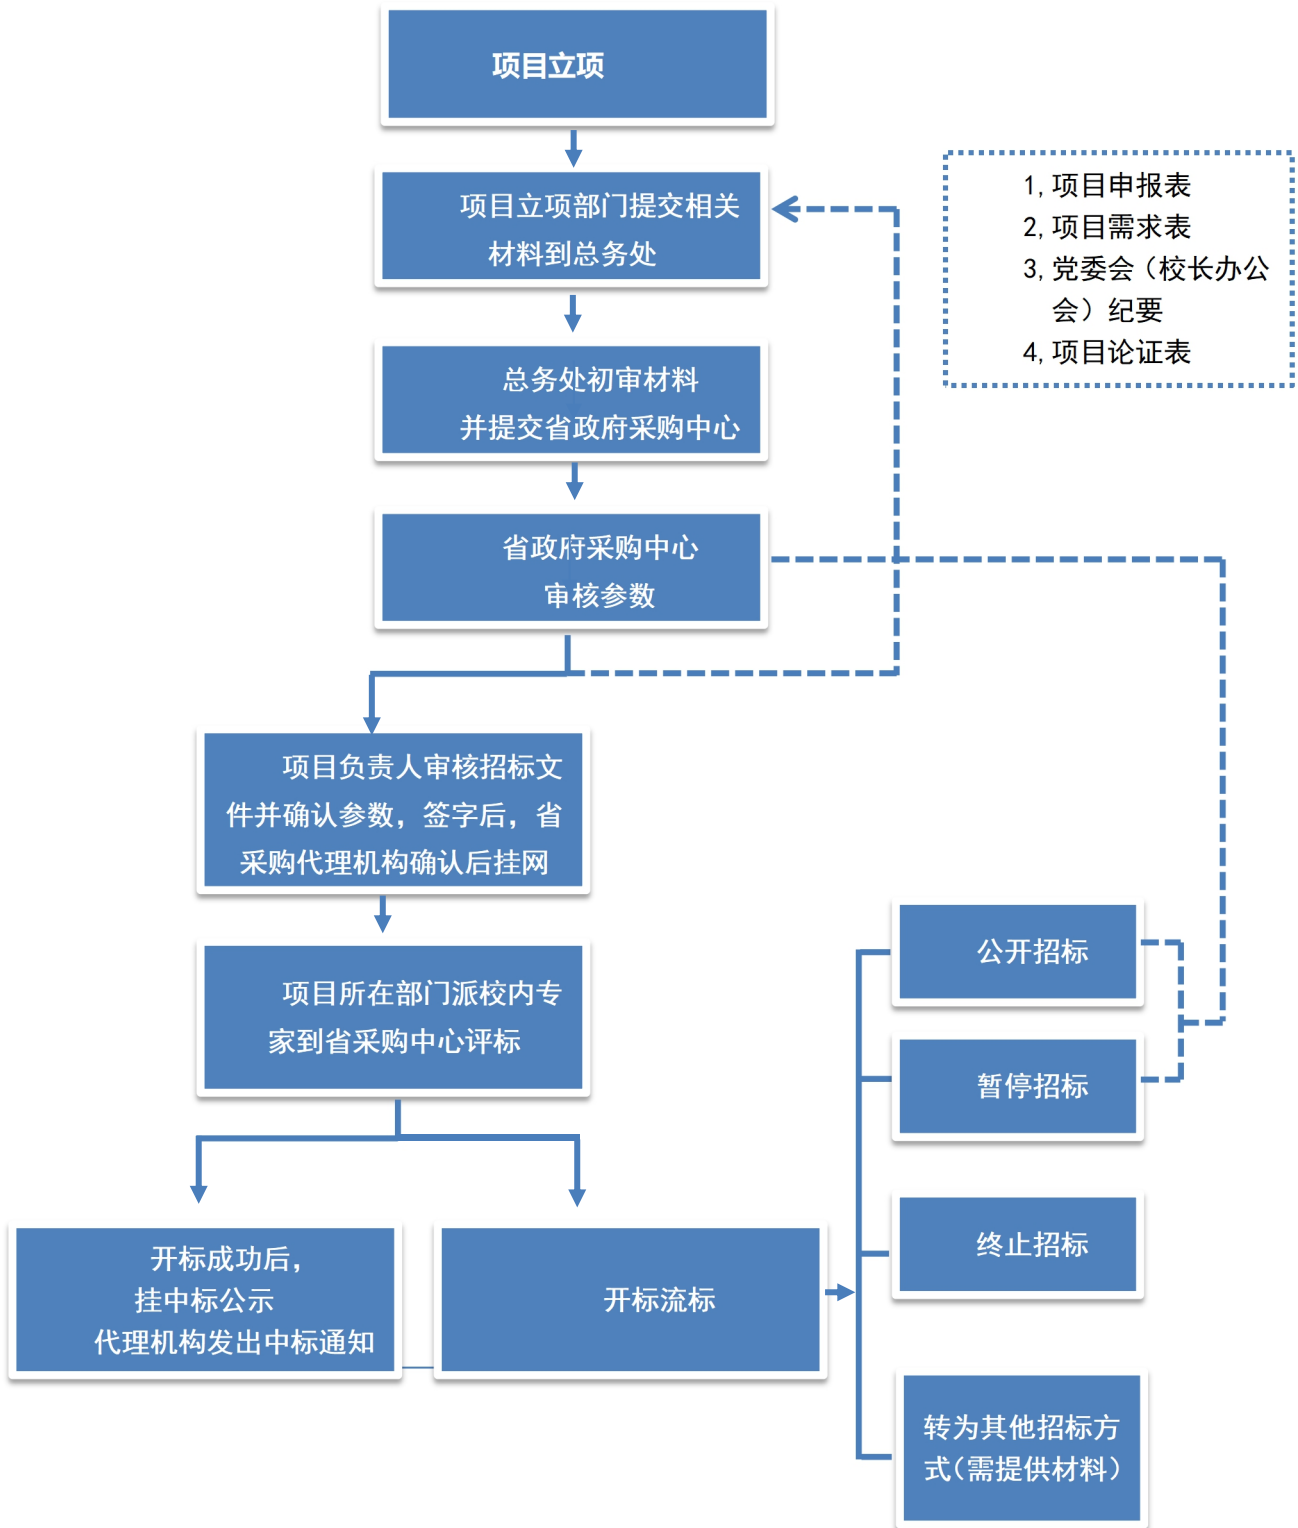 项目立项
项目立项部门提交相关
材料到总务处
1,项目申报表
2,项目需求表
3,党委会（校长办公
会）纪要
4,项目论证表
总务处初审材料
并提交省政府采购中心
省政府采购中心
审核参数
项目负责人审核招标文
件并确认参数，签字后，省
采购代理机构确认后挂网
项目所在部门派校内专
家到省采购中心评标
开标成功后，
挂中标公示
代理机构发出中标通知
开标流标
公开招标
暂停招标
终止招标
转为其他招标方
式（需提供材料）